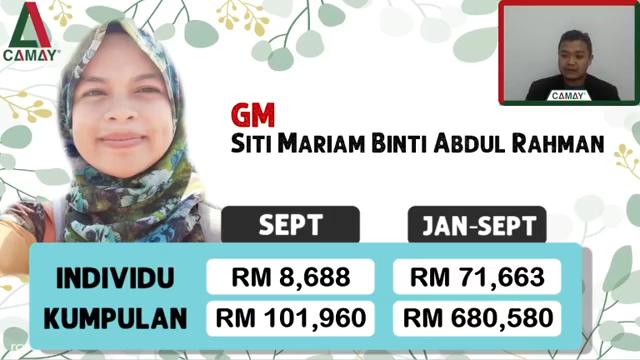 CAMAY®
CAMAY
GM
SITI MARIAM BINTI ABDUL RAHMAN
SEPT JAN-SEPT
INDIVIDU RM 8,688 RM 71,663
KUMPULAN RM 101,960 RM 680,580